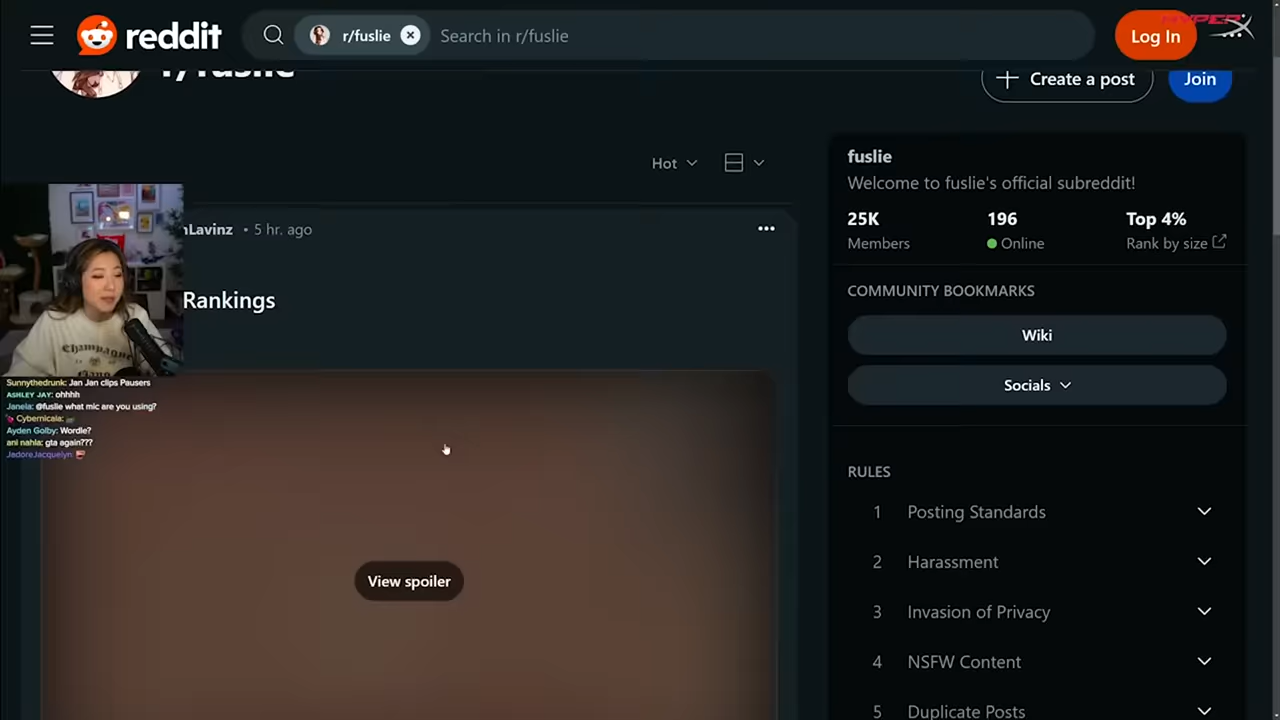 reddit
r/fuslie
Search in r/fuslie
Log In
HYPERX
r/fuslie
Create a post
Join
Hot
fuslie
Welcome to fuslie's official subreddit!
25K
196
Top 4%
Members
Online
Rank by size
nLavinz • 5 hr. ago
COMMUNITY BOOKMARKS
Rankings
Wiki
Socials
Champagne
Sunnythedrunk: Jan Jan clips Pausers
ASHLEY JAY: ohhhh
Janela: @fuslie what mic are you using?
Cybernicala:
Ayden Golby: Wordle?
ani nahla: gta again???
JadoreJacquelyn:
View spoiler
RULES
1 Posting Standards
2 Harassment
3 Invasion of Privacy
4 NSFW Content
5 Duplicate Posts